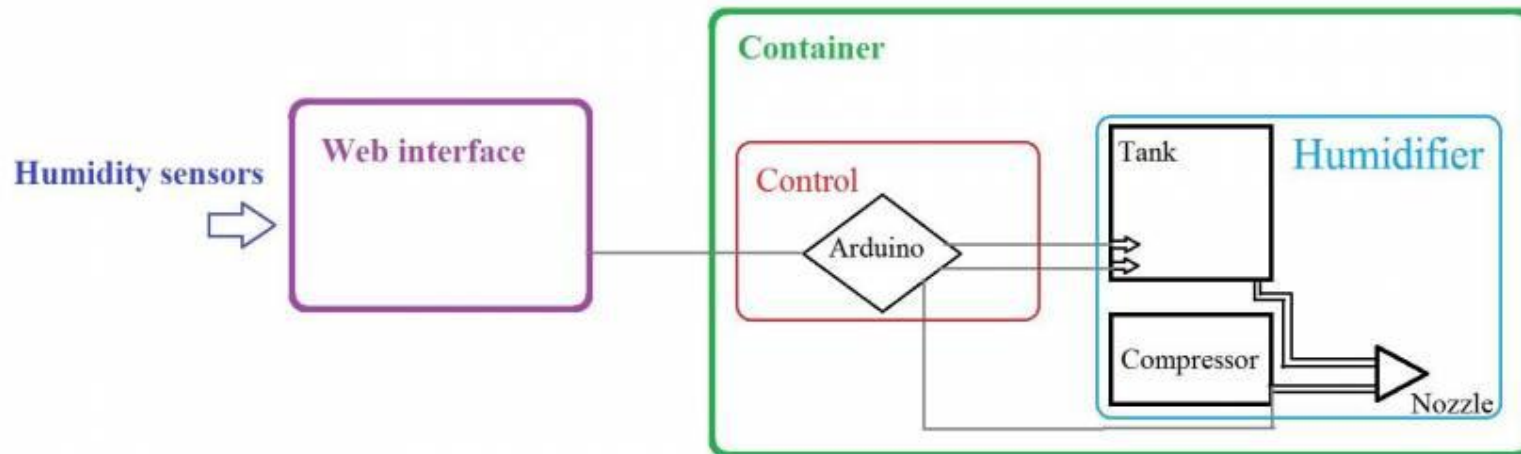 Container
Web interface
Humidity sensors
Control
Arduino
Tank
Humidifier
Compressor
Nozzle